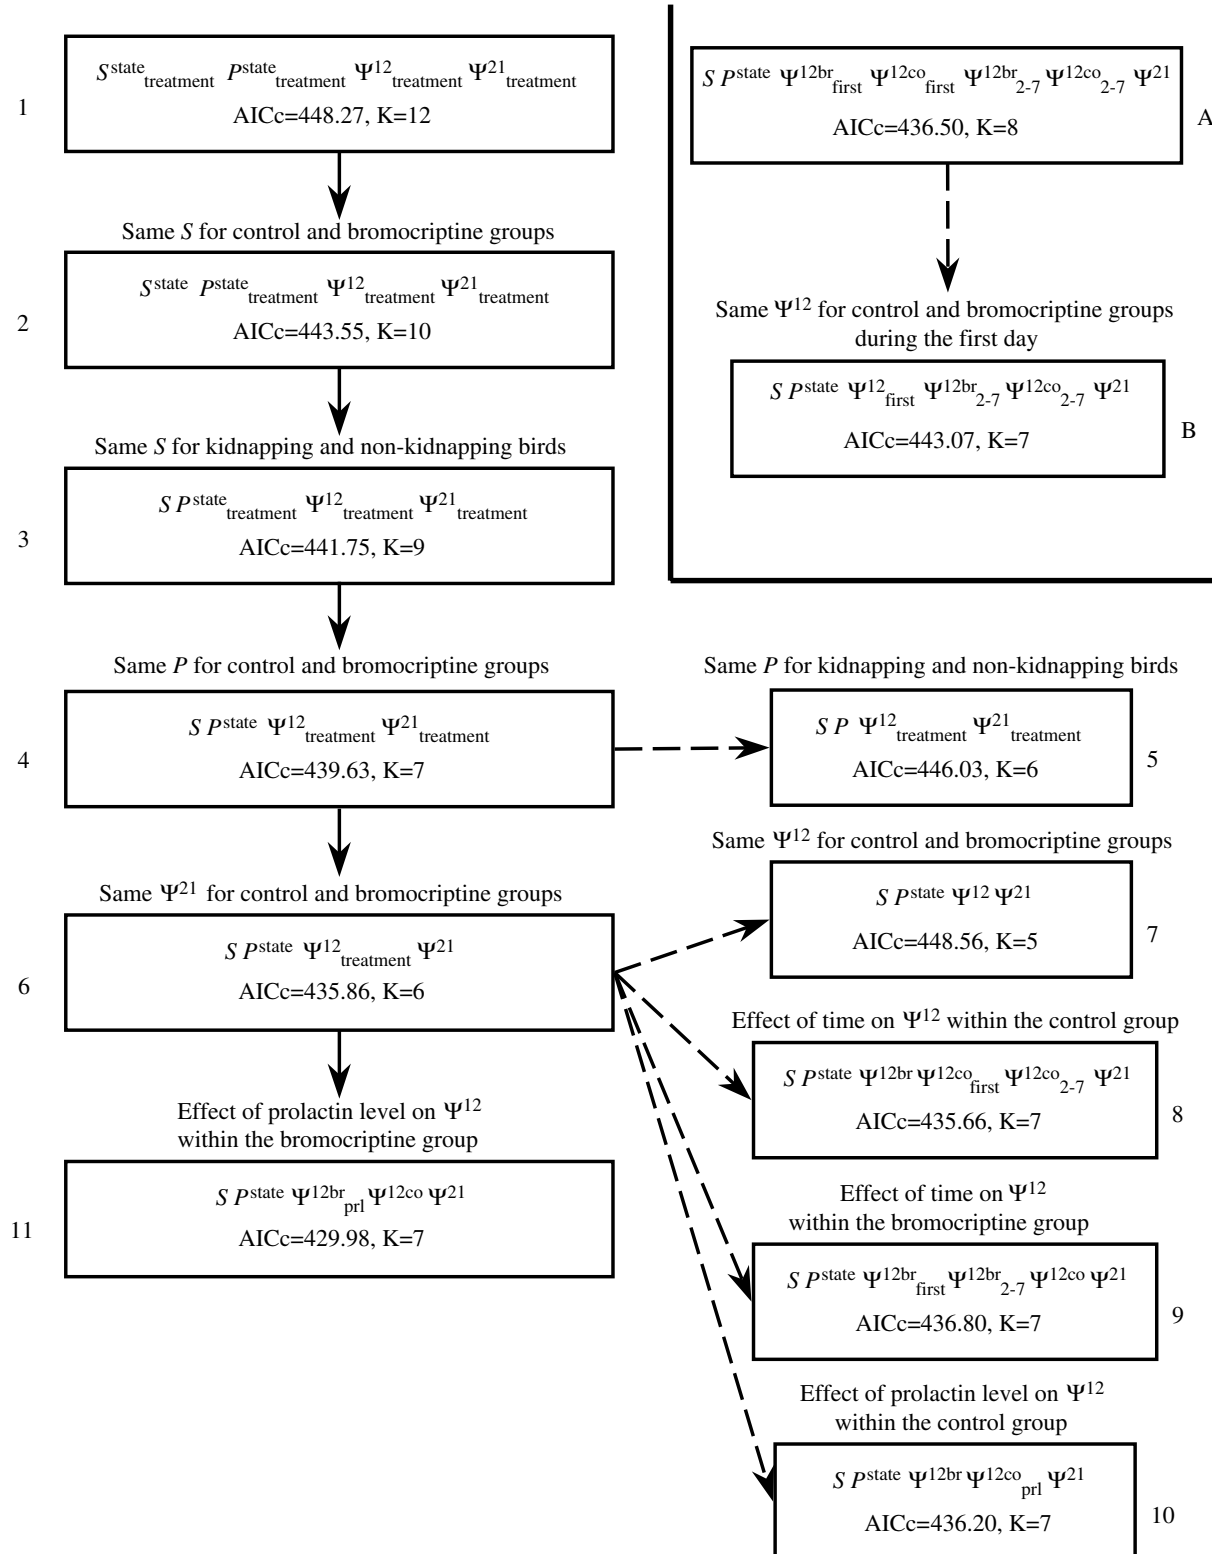 1
S^state_treatment P^state_treatment Ψ^12_treatment Ψ^21_treatment
AICc=448.27, K=12
Same S for control and bromocriptine groups
2
S^state P^state_treatment Ψ^12_treatment Ψ^21_treatment
AICc=443.55, K=10
Same S for kidnapping and non-kidnapping birds
3
S P^state_treatment Ψ^12_treatment Ψ^21_treatment
AICc=441.75, K=9
Same P for control and bromocriptine groups
4
S P^state Ψ^12_treatment Ψ^21_treatment
AICc=439.63, K=7
Same Ψ^21 for control and bromocriptine groups
6
S P^state Ψ^12_treatment Ψ^21
AICc=435.86, K=6
Effect of prolactin level on Ψ^12
within the bromocriptine group
11
S P^state Ψ^12br_prl Ψ^12co Ψ^21
AICc=429.98, K=7
S P^state Ψ^12br_first Ψ^12co_first Ψ^12br_2-7 Ψ^12co_2-7 Ψ^21
AICc=436.50, K=8
A
Same Ψ^12 for control and bromocriptine groups
during the first day
S P^state Ψ^12_first Ψ^12br_2-7 Ψ^12co_2-7 Ψ^21
AICc=443.07, K=7
B
Same P for kidnapping and non-kidnapping birds
S P Ψ^12_treatment Ψ^21_treatment
AICc=446.03, K=6
5
Same Ψ^12 for control and bromocriptine groups
S P^state Ψ^12 Ψ^21
AICc=448.56, K=5
7
Effect of time on Ψ^12 within the control group
S P^state Ψ^12br Ψ^12co_first Ψ^12co_2-7 Ψ^21
AICc=435.66, K=7
8
Effect of time on Ψ^12
within the bromocriptine group
S P^state Ψ^12br_first Ψ^12br_2-7 Ψ^12co Ψ^21
AICc=436.80, K=7
9
Effect of prolactin level on Ψ^12
within the control group
S P^state Ψ^12br Ψ^12co_prl Ψ^21
AICc=436.20, K=7
10